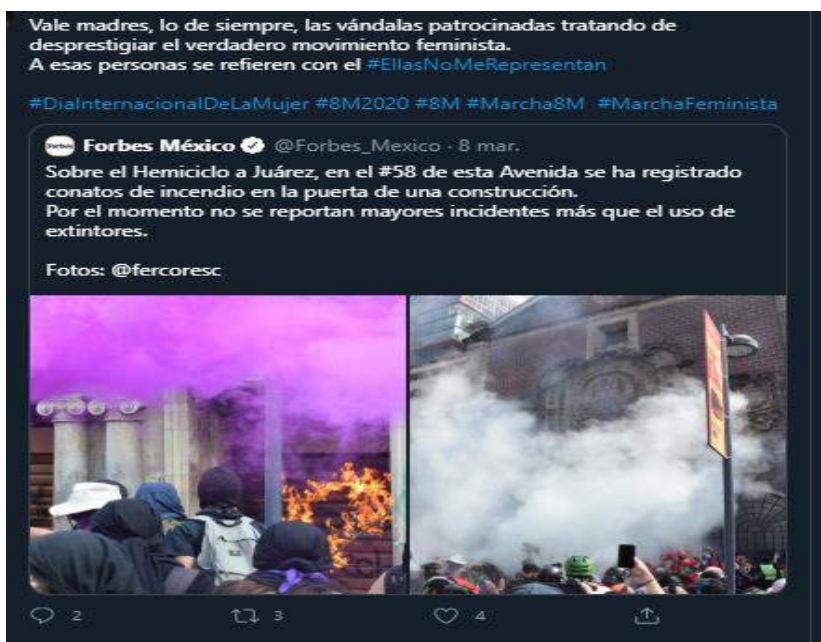 Vale madres, lo de siempre, las vándalas patrocinadas tratando de
desprestigiar el verdadero movimiento feminista.
A esas personas se refieren con el #EllasNoMeRepresentan
#DiaInternacionalDeLaMujer #8M2020 #8M #Marcha8M #MarchaFeminista
Forbes México @Forbes_Mexico · 8 mar.
Sobre el Hemiciclo a Juárez, en el #58 de esta Avenida se ha registrado
conatos de incendio en la puerta de una construcción.
Por el momento no se reportan mayores incidentes más que el uso de
extintores.
Fotos: @fercoresc
2 3 4